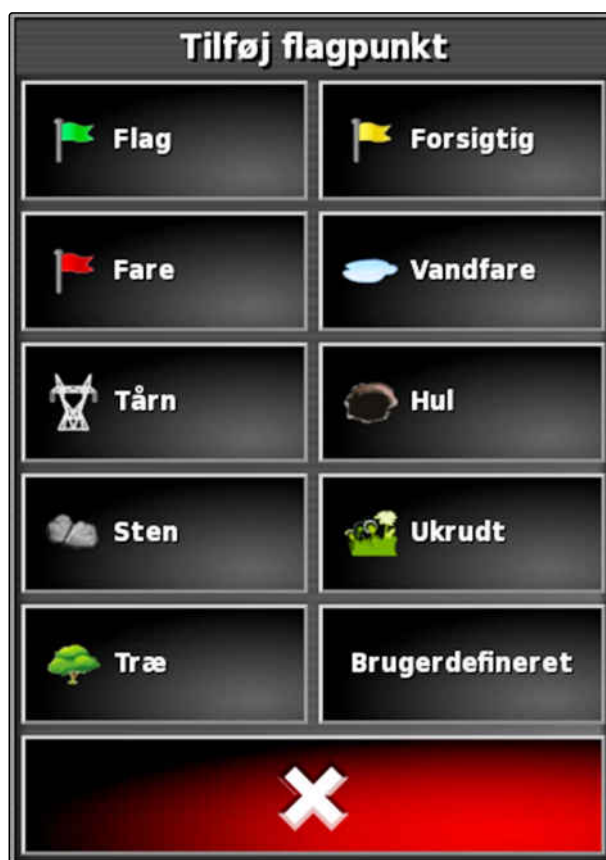 Tilføj flagpunkt
Flag
Forsigtig
Fare
Vandfare
Tårn
Hul
Sten
Ukrudt
Træ
Brugerdefineret